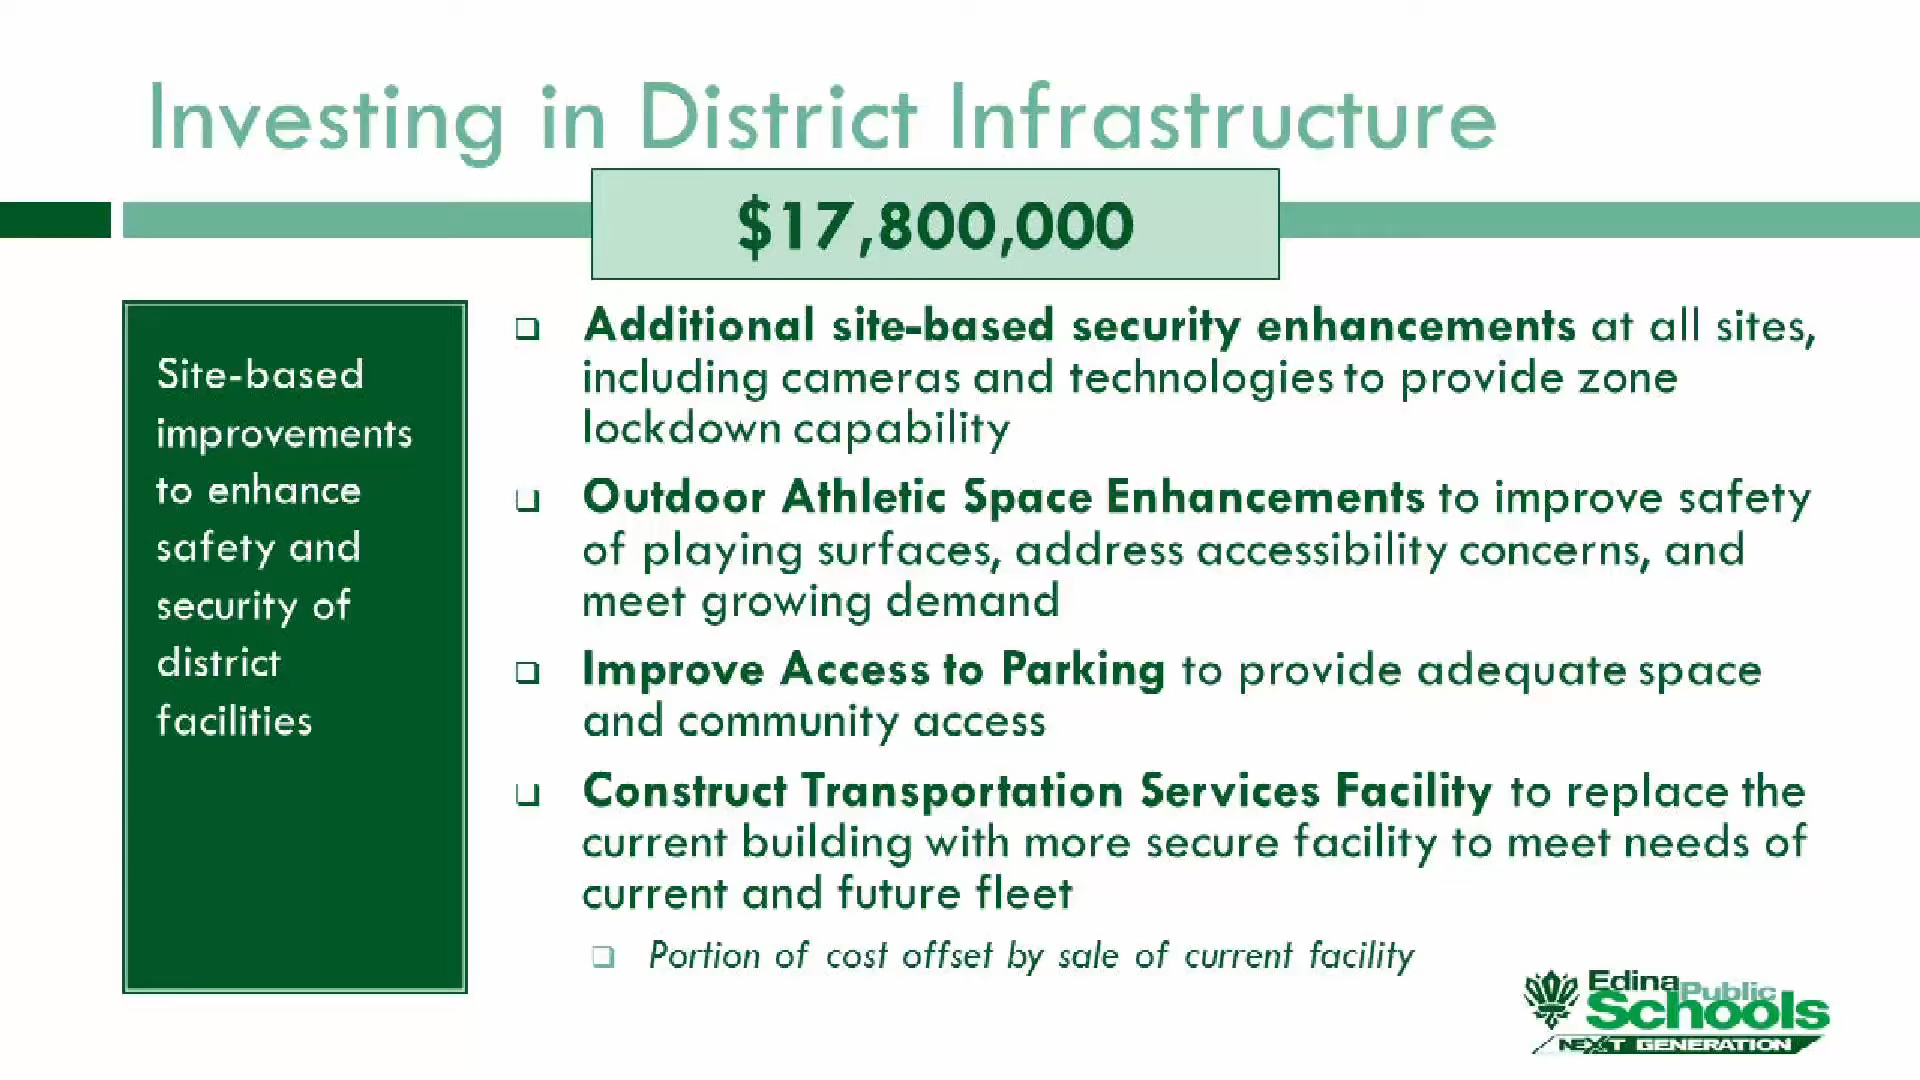 Investing in District Infrastructure
$17,800,000
Site-based
improvements
to enhance
safety and
security of
district
facilities
Additional site-based security enhancements at all sites,
including cameras and technologies to provide zone
lockdown capability
Outdoor Athletic Space Enhancements to improve safety
of playing surfaces, address accessibility concerns, and
meet growing demand
Improve Access to Parking to provide adequate space
and community access
Construct Transportation Services Facility to replace the
current building with more secure facility to meet needs of
current and future fleet
Portion of cost offset by sale of current facility
Edina Public
Schools
NEXT GENERATION